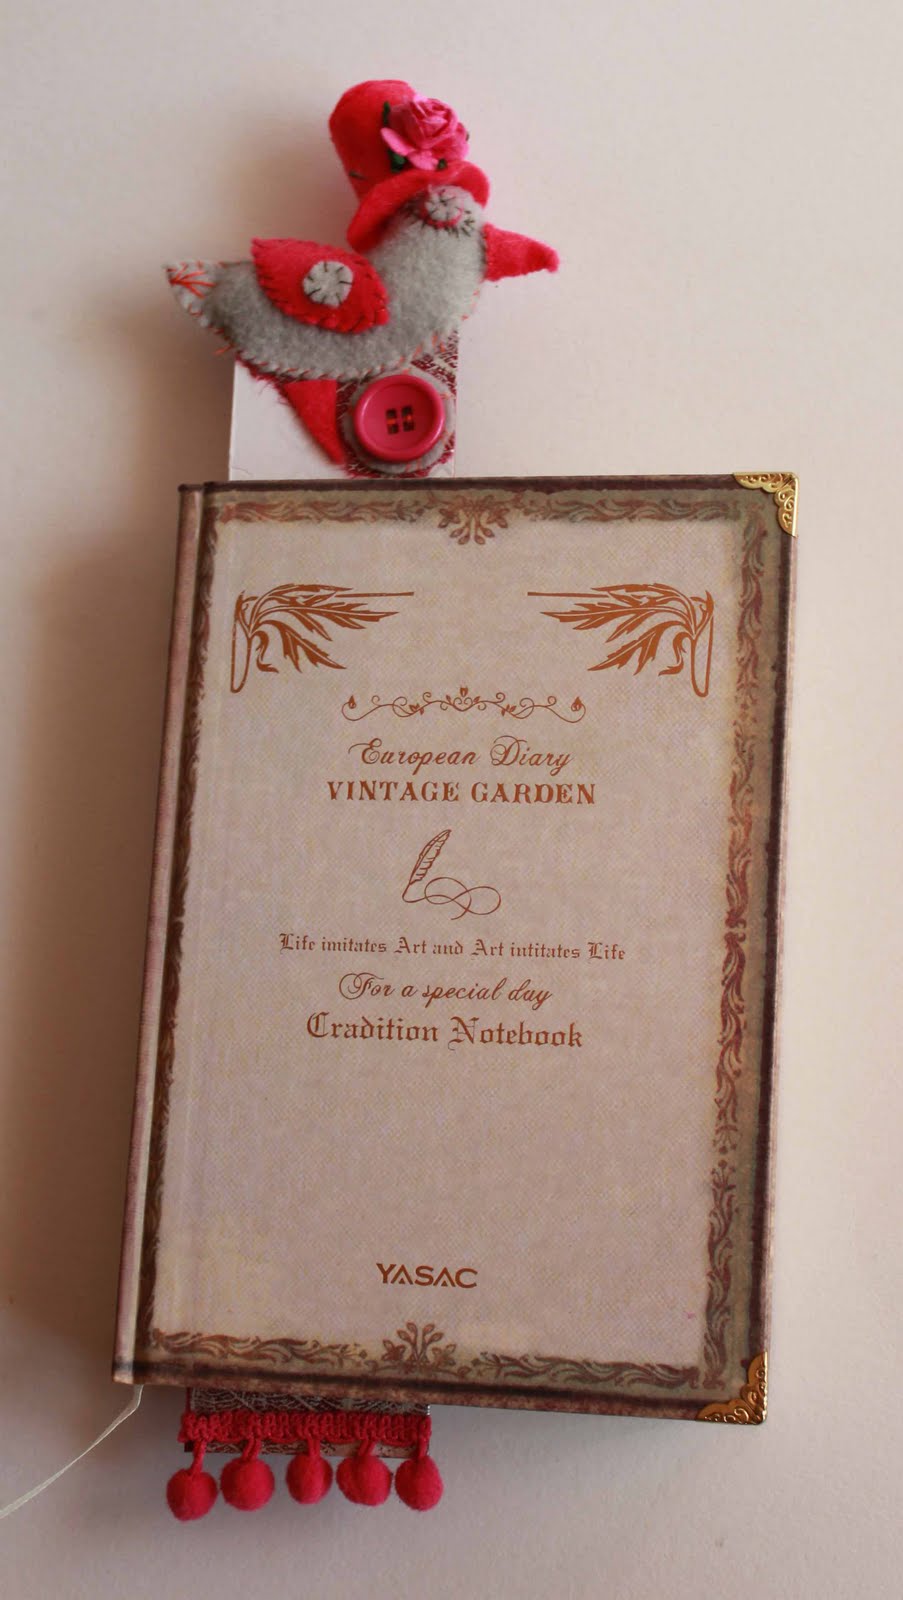 European Diary
VINTAGE GARDEN
Life imitates Art and Art intitates Life
For a special day
Cradition Notebook
YASAC